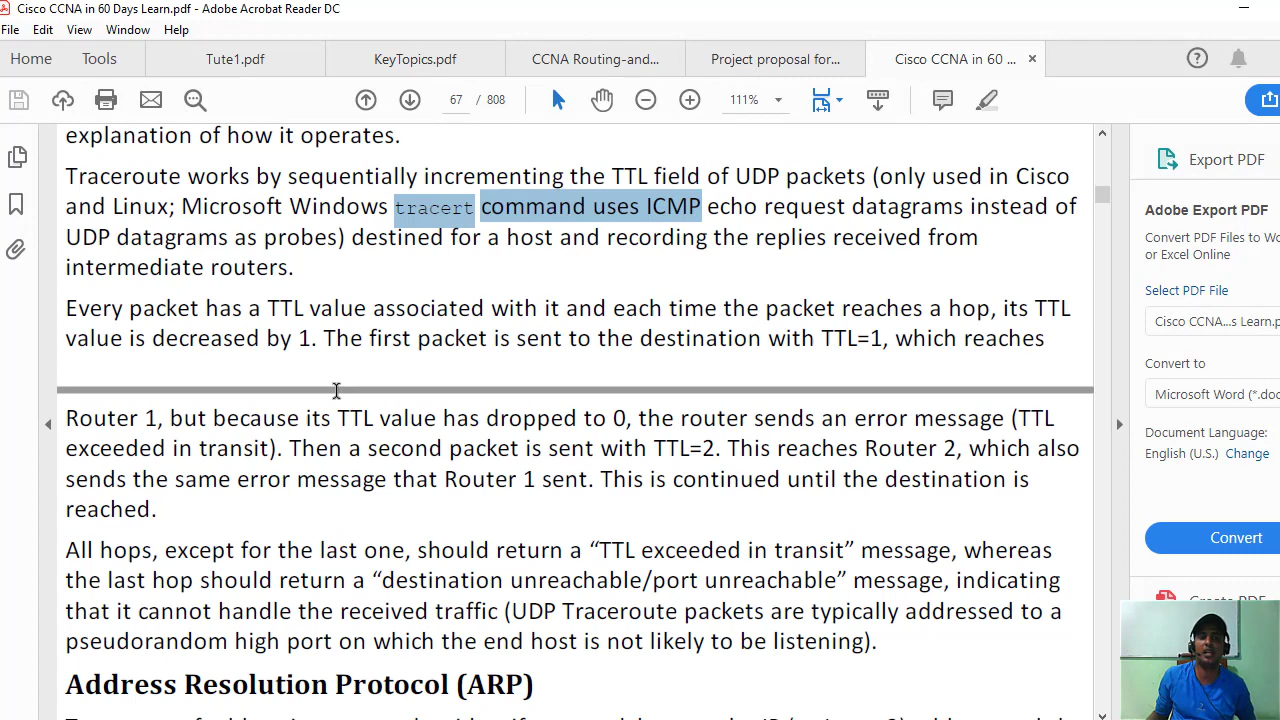 Cisco CCNA in 60 Days Learn.pdf - Adobe Acrobat Reader DC
File Edit View Window Help
Home Tools Tute1.pdf KeyTopics.pdf CCNA Routing-and... Project proposal for... Cisco CCNA in 60 ...
67 / 808 111%
explanation of how it operates.
Traceroute works by sequentially incrementing the TTL field of UDP packets (only used in Cisco
and Linux; Microsoft Windows tracert command uses ICMP echo request datagrams instead of
UDP datagrams as probes) destined for a host and recording the replies received from
intermediate routers.
Every packet has a TTL value associated with it and each time the packet reaches a hop, its TTL
value is decreased by 1. The first packet is sent to the destination with TTL=1, which reaches
Router 1, but because its TTL value has dropped to 0, the router sends an error message (TTL
exceeded in transit). Then a second packet is sent with TTL=2. This reaches Router 2, which also
sends the same error message that Router 1 sent. This is continued until the destination is
reached.
All hops, except for the last one, should return a “TTL exceeded in transit” message, whereas
the last hop should return a “destination unreachable/port unreachable” message, indicating
that it cannot handle the received traffic (UDP Traceroute packets are typically addressed to a
pseudorandom high port on which the end host is not likely to be listening).
Address Resolution Protocol (ARP)
Export PDF
Adobe Export PDF
Convert PDF Files to Wo
or Excel Online
Select PDF File
Cisco CCNA...s Learn.p
Convert to
Microsoft Word (*.doc
Document Language:
English (U.S.) Change
Convert